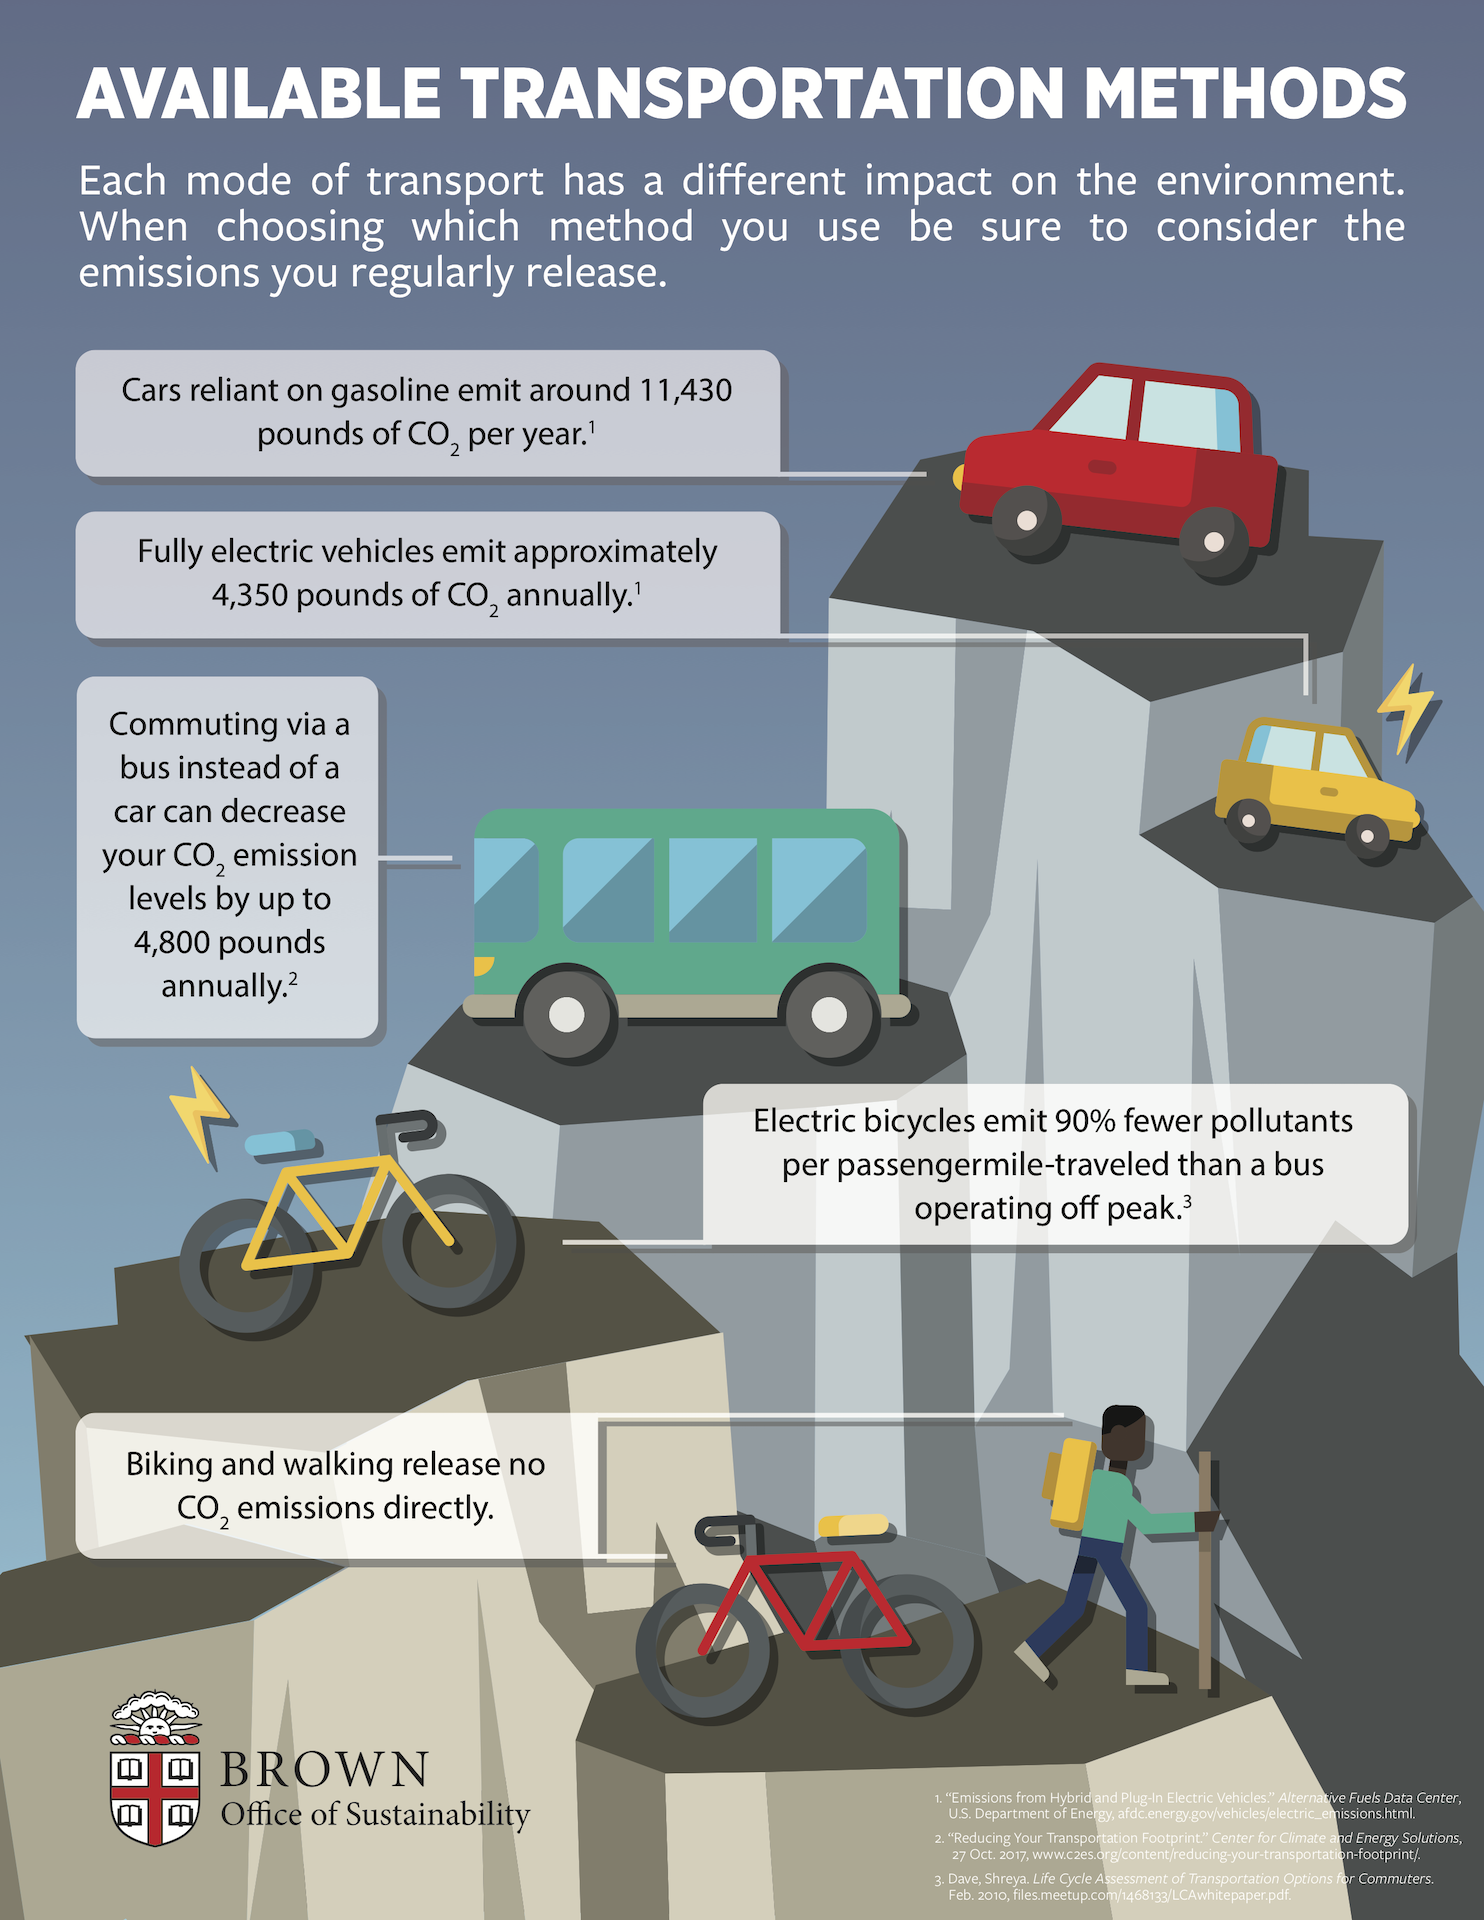 AVAILABLE TRANSPORTATION METHODS
Each mode of transport has a different impact on the environment.
When choosing which method you use be sure to consider the
emissions you regularly release.
Cars reliant on gasoline emit around 11,430
pounds of CO₂ per year.¹
Fully electric vehicles emit approximately
4,350 pounds of CO₂ annually.¹
Commuting via a
bus instead of a
car can decrease
your CO₂ emission
levels by up to
4,800 pounds
annually.²
Electric bicycles emit 90% fewer pollutants
per passengermile-traveled than a bus
operating off peak.³
Biking and walking release no
CO₂ emissions directly.
BROWN
Office of Sustainability
1. “Emissions from Hybrid and Plug-In Electric Vehicles.” Alternative Fuels Data Center,
U.S. Department of Energy, afdc.energy.gov/vehicles/electric_emissions.html.
2. “Reducing Your Transportation Footprint.” Center for Climate and Energy Solutions,
27 Oct. 2017, www.c2es.org/content/reducing-your-transportation-footprint/.
3. Dave, Shreya. Life Cycle Assessment of Transportation Options for Commuters.
Feb. 2010, files.meetup.com/1468133/LCAwhitepaper.pdf.